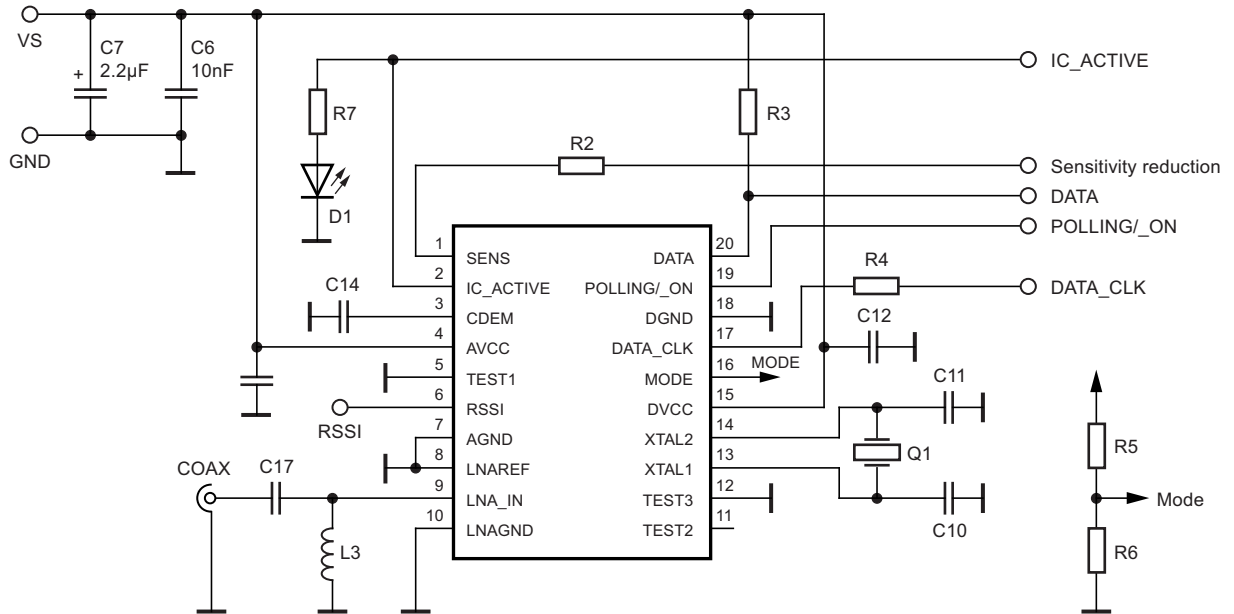 VS
C7
2.2µF
+
C6
10nF
GND
R7
D1
R3
IC_ACTIVE
R2
Sensitivity reduction
DATA
POLLING/_ON
R4
DATA_CLK
C14
C12
1 SENS
2 IC_ACTIVE
3 CDEM
4 AVCC
5 TEST1
6 RSSI
7 AGND
8 LNAREF
9 LNA_IN
10 LNAGND
20 DATA
19 POLLING/_ON
18 DGND
17 DATA_CLK
16 MODE
15 DVCC
14 XTAL2
13 XTAL1
12 TEST3
11 TEST2
MODE
RSSI
COAX
C17
L3
C11
Q1
C10
R5
Mode
R6